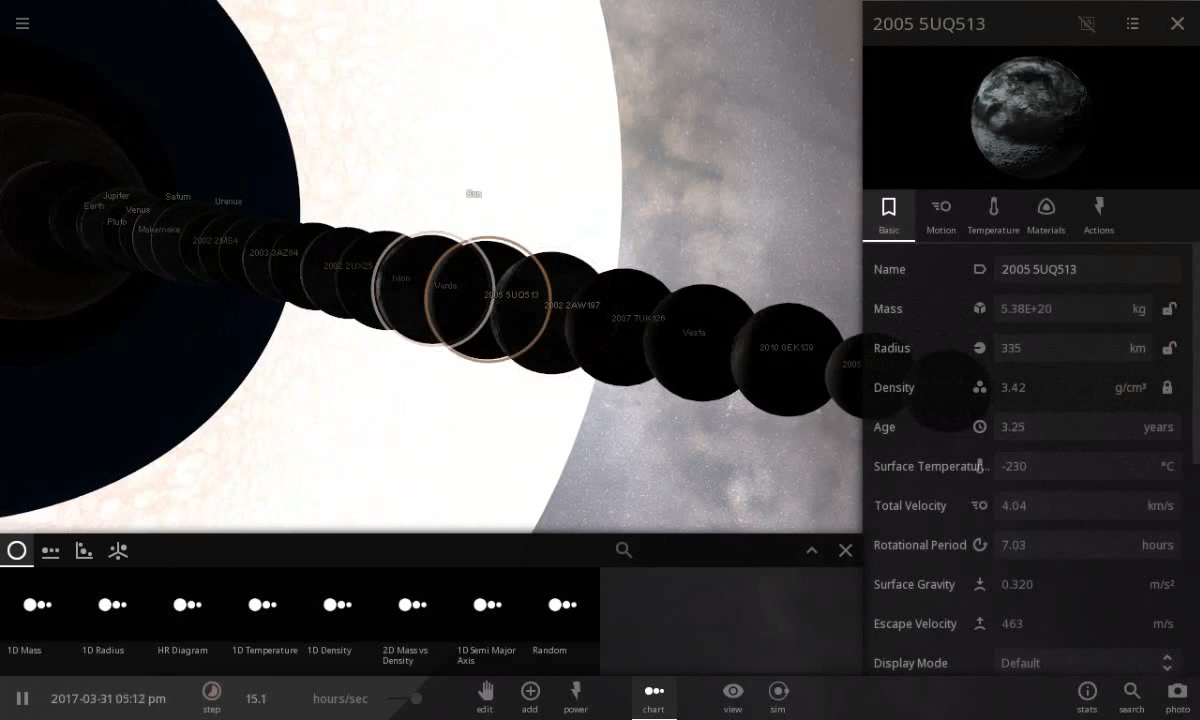 2005 5UQ513
Basic
Motion
Temperature
Materials
Actions
Name
2005 5UQ513
Mass
5.38E+20
kg
Radius
335
km
Density
3.42
g/cm³
Age
3.25
years
Surface Temperatur...
-230
°C
Total Velocity
4.04
km/s
Rotational Period
7.03
hours
Surface Gravity
0.320
m/s²
Escape Velocity
463
m/s
Display Mode
Default
Sun
Jupiter
Saturn
Uranus
Earth
Venus
Pluto
Makemake
2002 2MS4
2003 3AZ84
2002 2UX25
Ixion
Varda
2005 5UQ513
2002 2AW197
2007 7UK126
Vesta
2010 0EK139
2005
1D Mass
1D Radius
HR Diagram
1D Temperature
1D Density
2D Mass vs
Density
1D Semi Major
Axis
Random
2017-03-31 05:12 pm
step
15.1
hours/sec
edit
add
power
chart
view
sim
stats
search
photo